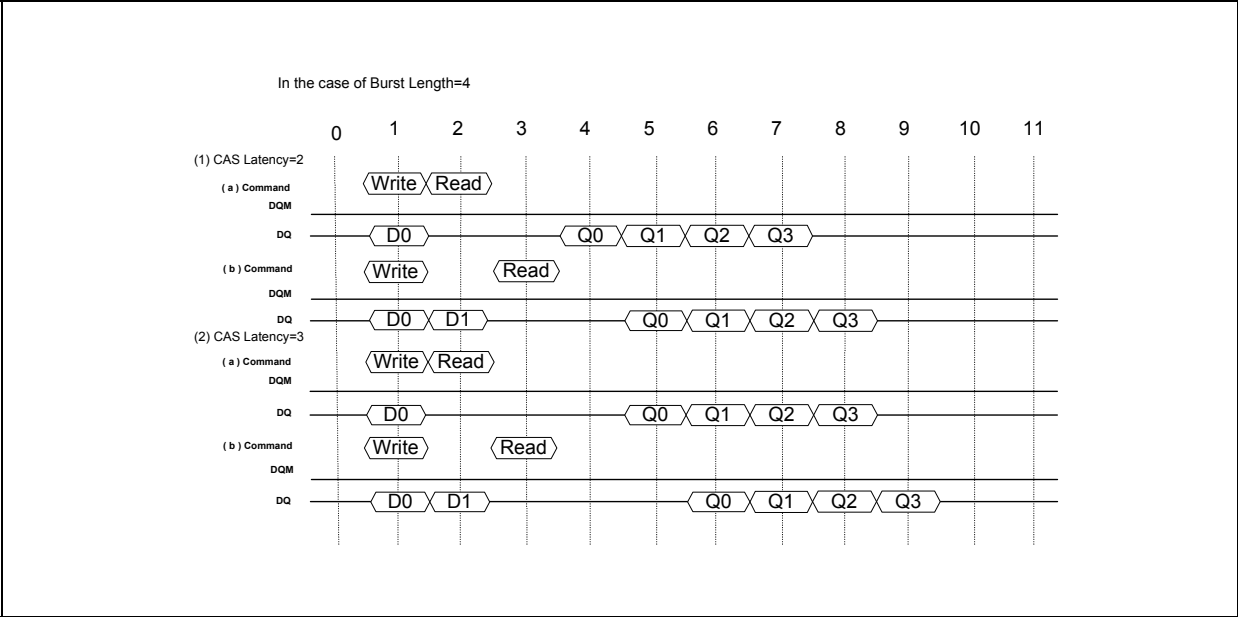 In the case of Burst Length=4
0 1 2 3 4 5 6 7 8 9 10 11
(1) CAS Latency=2
( a ) Command Write Read
DQM
DQ D0 Q0 Q1 Q2 Q3
( b ) Command Write Read
DQM
DQ D0 D1 Q0 Q1 Q2 Q3
(2) CAS Latency=3
( a ) Command Write Read
DQM
DQ D0 Q0 Q1 Q2 Q3
( b ) Command Write Read
DQM
DQ D0 D1 Q0 Q1 Q2 Q3